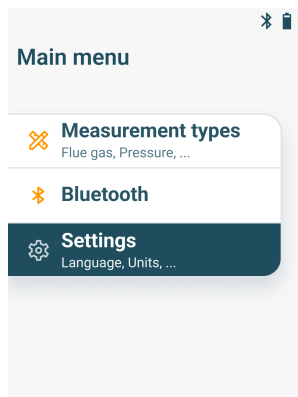 Main menu
Measurement types
Flue gas, Pressure, ...
Bluetooth
Settings
Language, Units, ...